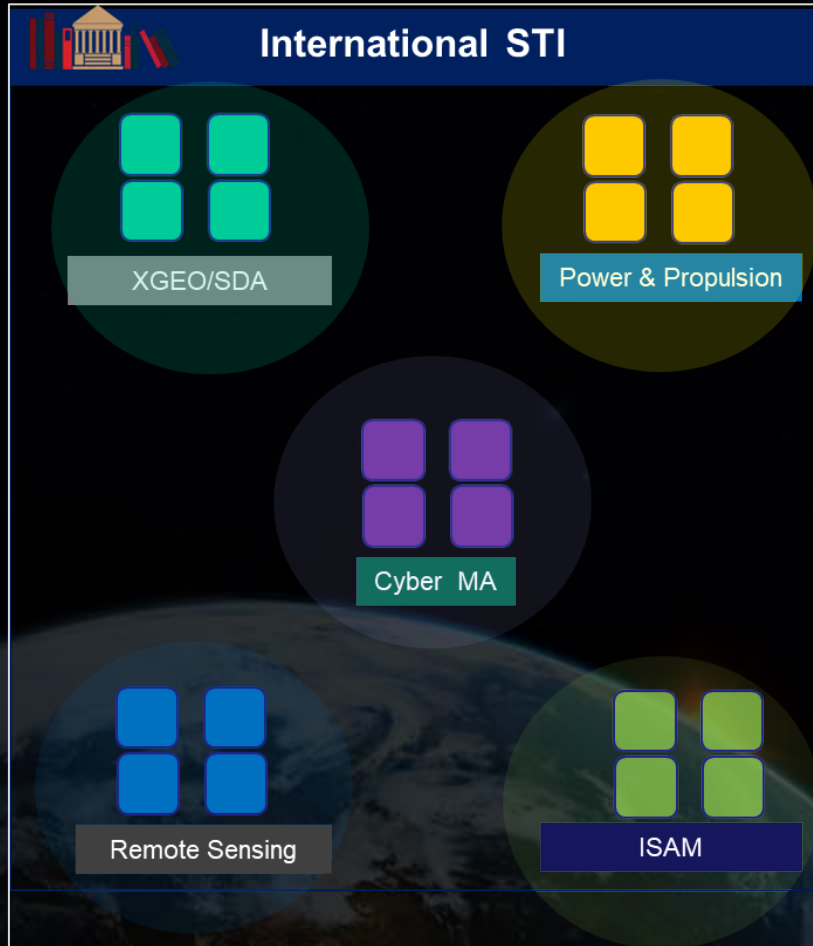 International STI
XGEO/SDA
Power & Propulsion
Cyber MA
Remote Sensing
ISAM